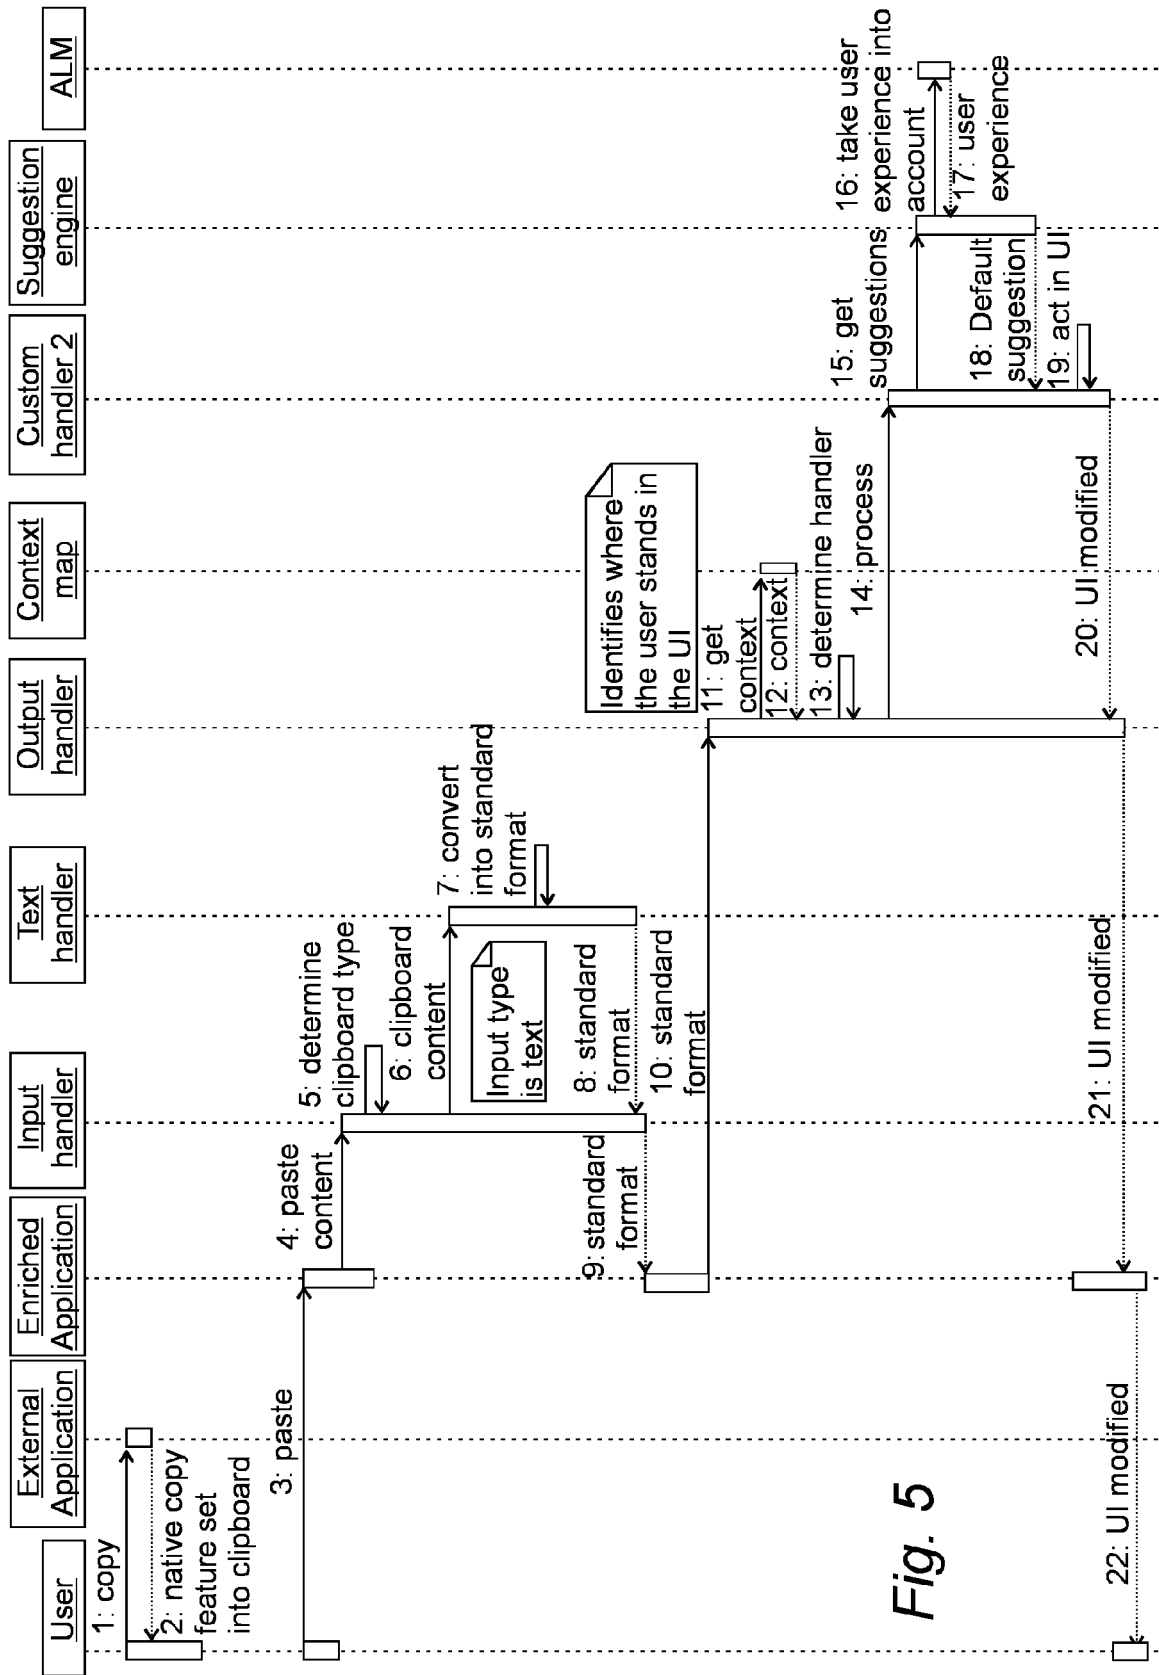 User
External
Application
Enriched
Application
Input
handler
Text
handler
Output
handler
Context
map
Custom
handler 2
Suggestion
engine
ALM
1: copy
2: native copy
feature set
into clipboard
3: paste
4: paste
content
5: determine
clipboard type
6: clipboard
content
7: convert
into standard
format
Input type
is text
8: standard
format
9: standard
format
10: standard
format
Identifies where
the user stands in
the UI
11: get
context
12: context
13: determine handler
14: process
15: get
suggestions
16: take user
experience into
account
17: user
experience
18: Default
suggestion
19: act in UI
20: UI modified
21: UI modified
22: UI modified
Fig. 5